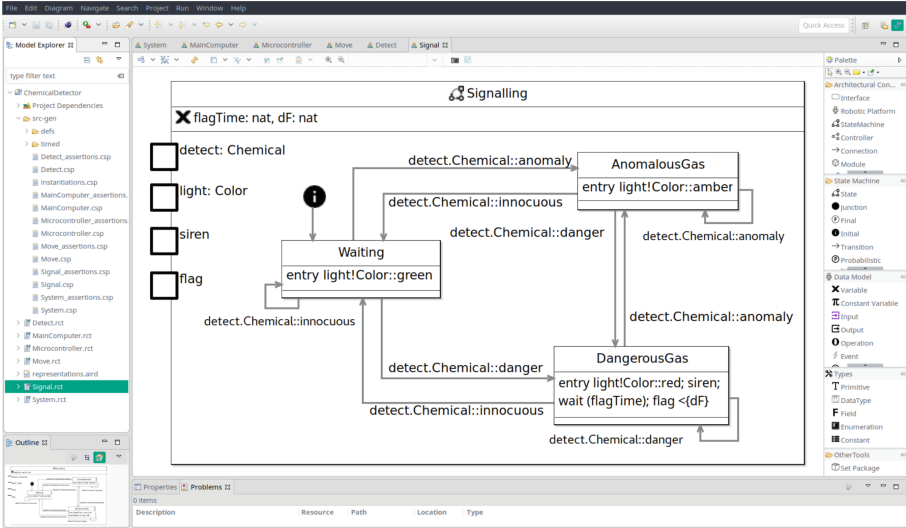 File Edit Diagram Navigate Search Project Run Window Help
Quick Access
Model Explorer
System
MainComputer
Microcontroller
Move
Detect
Signal
type filter text
ChemicalDetector
Project Dependencies
src-gen
defs
timed
Detect_assertions.csp
Detect.csp
instantiations.csp
MainComputer_assertions.
MainComputer.csp
Microcontroller_assertions.
Microcontroller.csp
Move_assertions.csp
Move.csp
Signal_assertions.csp
Signal.csp
System_assertions.csp
System.csp
Detect.rct
MainComputer.rct
Microcontroller.rct
Move.rct
representations.aird
Signal.rct
System.rct
Outline
Signalling
flagTime: nat, dF: nat
detect: Chemical
light: Color
siren
flag
detect.Chemical::anomaly
AnomalousGas
entry light!Color::amber
detect.Chemical::innocuous
detect.Chemical::danger
detect.Chemical::anomaly
Waiting
entry light!Color::green
detect.Chemical::innocuous
detect.Chemical::anomaly
detect.Chemical::danger
DangerousGas
entry light!Color::red; siren;
wait (flagTime); flag <{dF}
detect.Chemical::innocuous
detect.Chemical::danger
Palette
Architectural Con...
Interface
Robotic Platform
StateMachine
Controller
Connection
Module
State Machine
State
Junction
Final
Initial
Transition
Probabilistic
Data Model
Variable
Constant Variable
Input
Output
Operation
Event
Types
Primitive
DataType
Field
Enumeration
Constant
OtherTools
Set Package
Properties
Problems
0 items
Description Resource Path Location Type